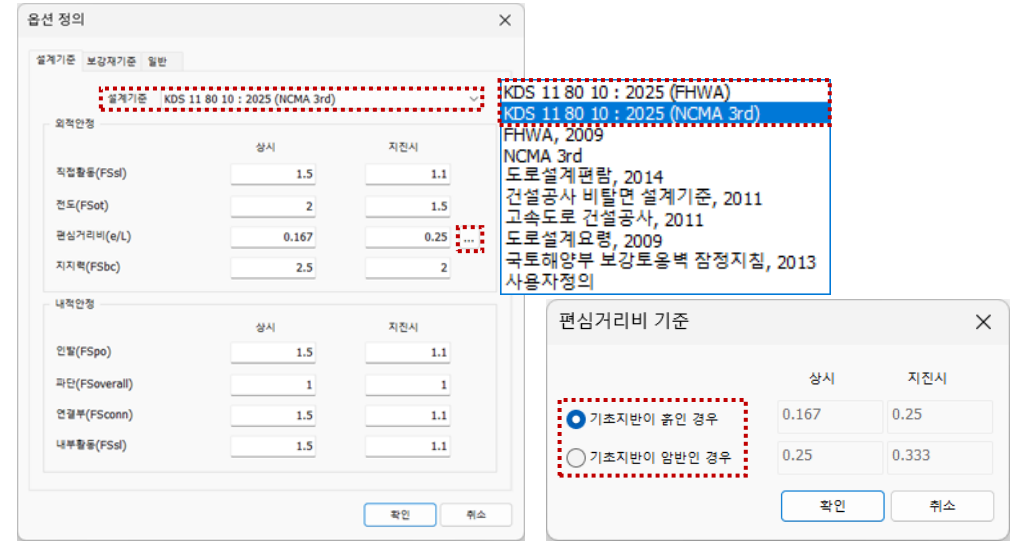 옵션 정의
설계기준 보강재기준 일반
설계기준 KDS 11 80 10 : 2025 (NCMA 3rd)
외적안정
상시 지진시
직접활동(FSsl) 1.5 1.1
전도(FSot) 2 1.5
편심거리비(e/L) 0.167 0.25 ...
지지력(FSbc) 2.5 2
내적안정
상시 지진시
인발(FSpo) 1.5 1.1
파단(FSoverall) 1 1
연결부(FSconn) 1.5 1.1
내부활동(FSsl) 1.5 1.1
확인 취소
KDS 11 80 10 : 2025 (FHWA)
KDS 11 80 10 : 2025 (NCMA 3rd)
FHWA, 2009
NCMA 3rd
도로설계편람, 2014
건설공사 비탈면 설계기준, 2011
고속도로 건설공사, 2011
도로설계요령, 2009
국토해양부 보강토옹벽 잠정지침, 2013
사용자정의
편심거리비 기준
상시 지진시
기초지반이 흙인 경우 0.167 0.25
기초지반이 암반인 경우 0.25 0.333
확인 취소